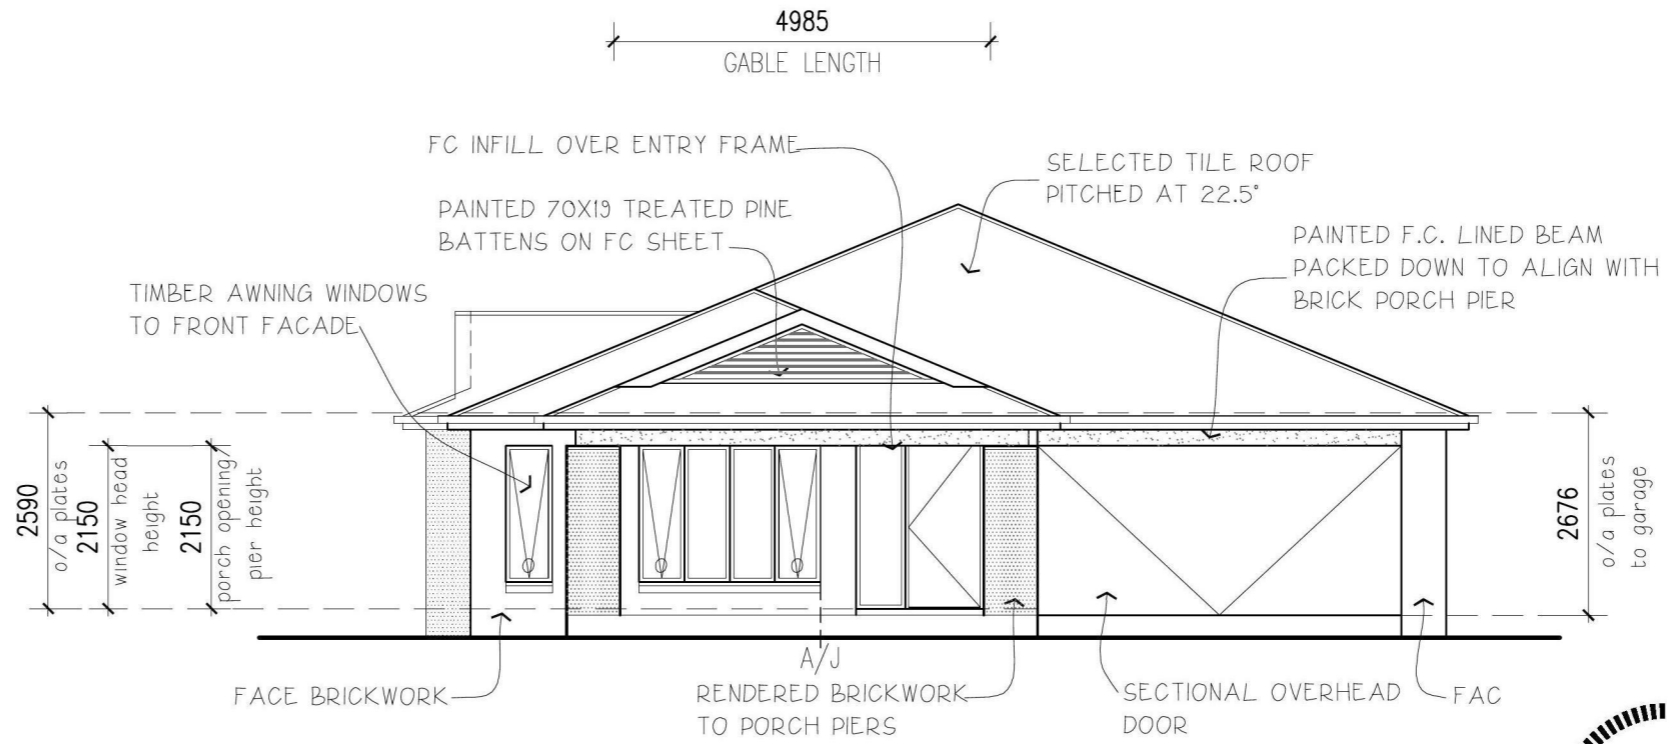 4985
GABLE LENGTH
FC INFILL OVER ENTRY FRAME
SELECTED TILE ROOF
PITCHED AT 22.5°
PAINTED 70X19 TREATED PINE
BATTENS ON FC SHEET
PAINTED F.C. LINED BEAM
PACKED DOWN TO ALIGN WITH
BRICK PORCH PIER
TIMBER AWNING WINDOWS
TO FRONT FACADE
2590
o/a plates
2150
window head
height
2150
porch opening/
pier height
2676
o/a plates
to garage
A/J
FACE BRICKWORK
RENDERED BRICKWORK
TO PORCH PIERS
SECTIONAL OVERHEAD
DOOR
FAC